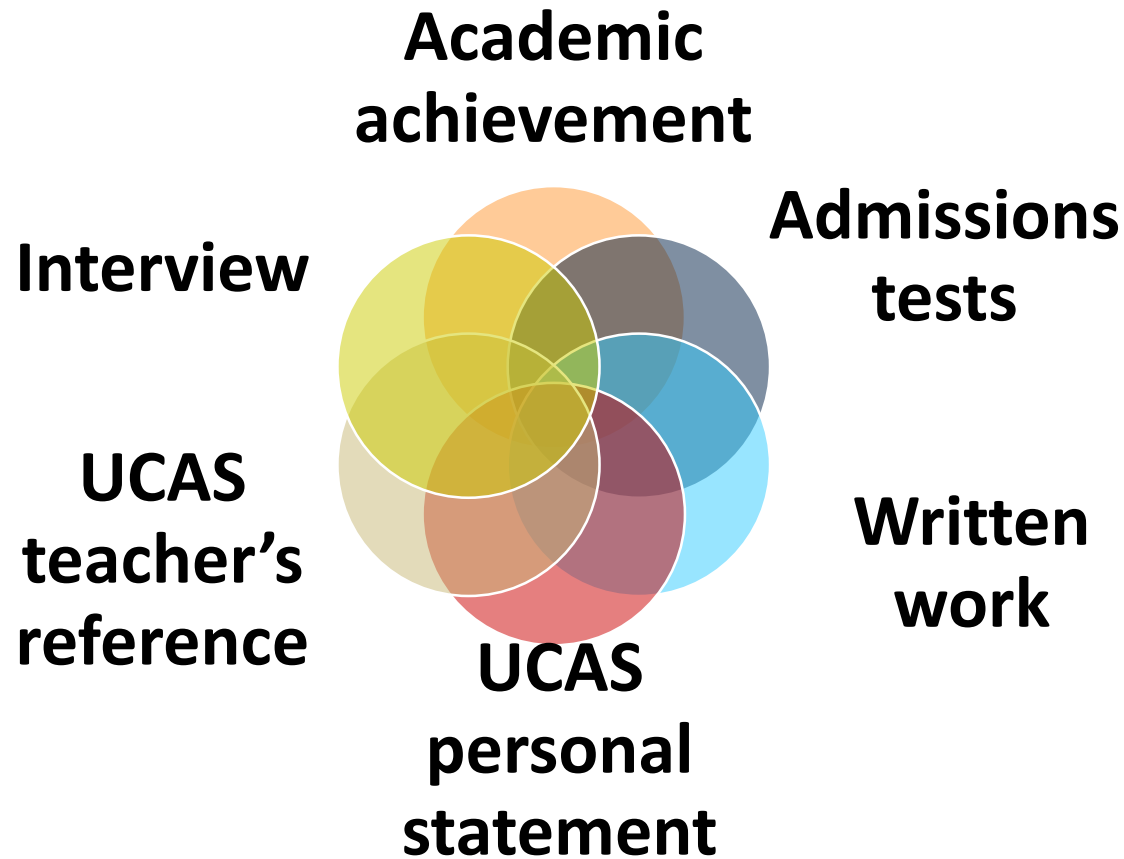 Academic
achievement
Admissions
tests
Written
work
UCAS
personal
statement
UCAS
teacher’s
reference
Interview